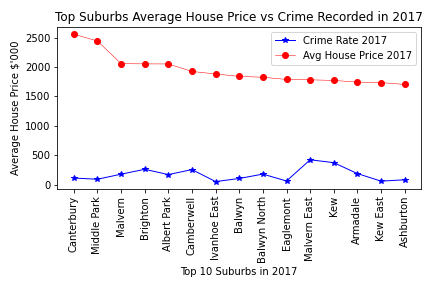 Top Suburbs Average House Price vs Crime Recorded in 2017
Crime Rate 2017
Avg House Price 2017
Average House Price $'000
2500
2000
1500
1000
500
0
Canterbury
Middle Park
Malvern
Brighton
Albert Park
Camberwell
Ivanhoe East
Balwyn
Balwyn North
Eaglemont
Malvern East
Kew
Armadale
Kew East
Ashburton
Top 10 Suburbs in 2017